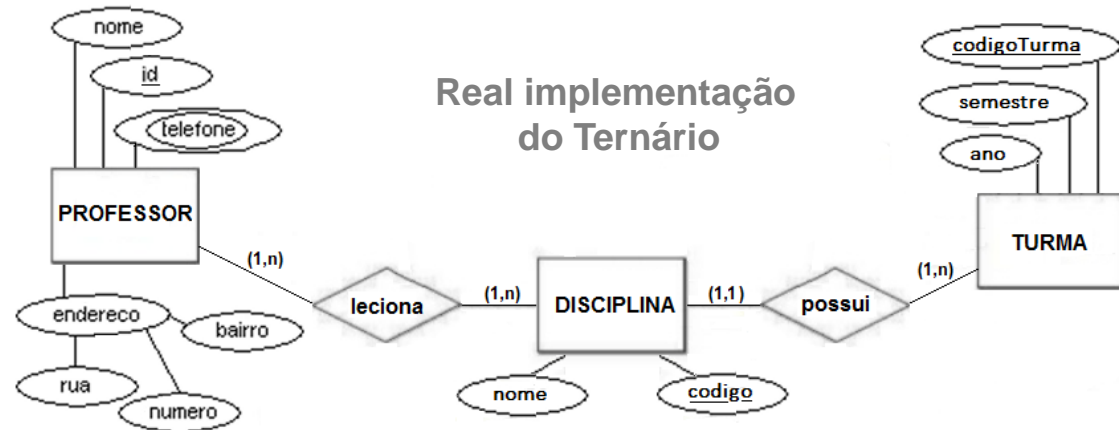 nome
id
telefone
PROFESSOR
endereco
bairro
rua
numero
Real implementação
do Ternário
(1,n)
leciona
(1,n)
DISCIPLINA
nome
codigo
(1,1)
possui
(1,n)
codigoTurma
semestre
ano
TURMA